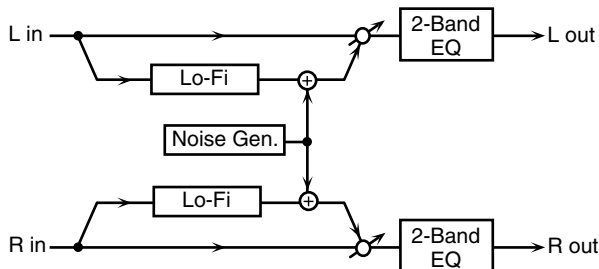 L in
2-Band
EQ
L out
Lo-Fi
+
Noise Gen.
Lo-Fi
+
R in
2-Band
EQ
R out